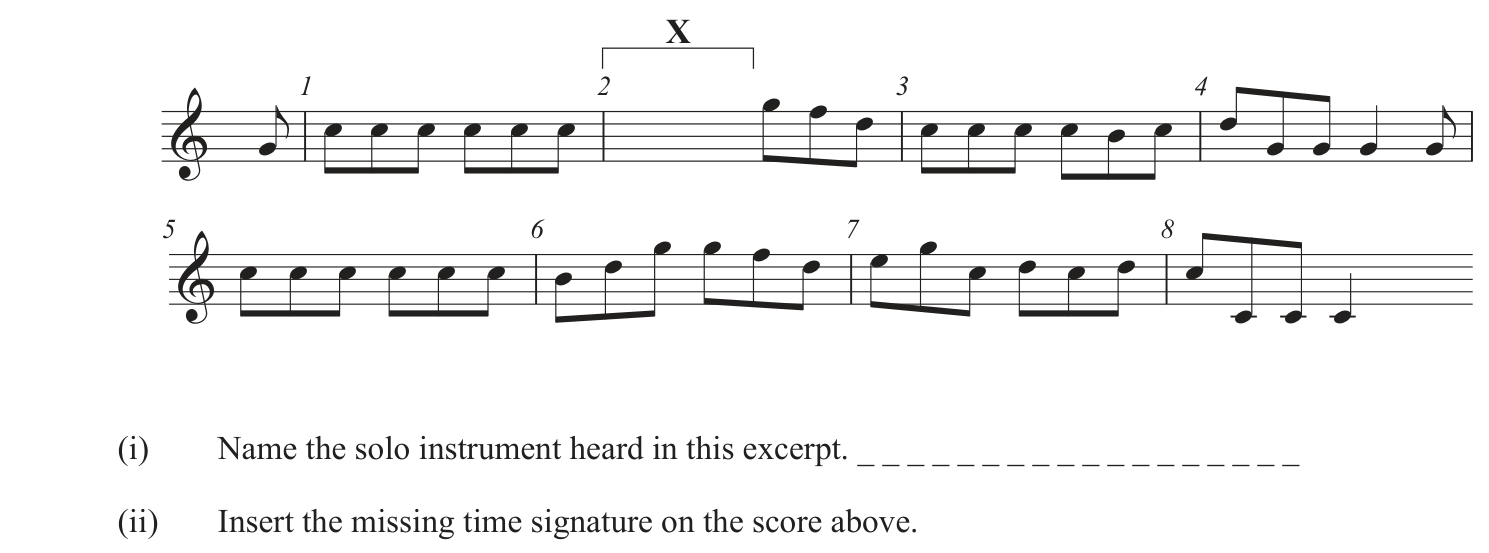 X
1 2 3 4
5 6 7 8
(i) Name the solo instrument heard in this excerpt. _ _ _ _ _ _ _ _ _ _ _ _ _ _ _ _ _ _
(ii) Insert the missing time signature on the score above.